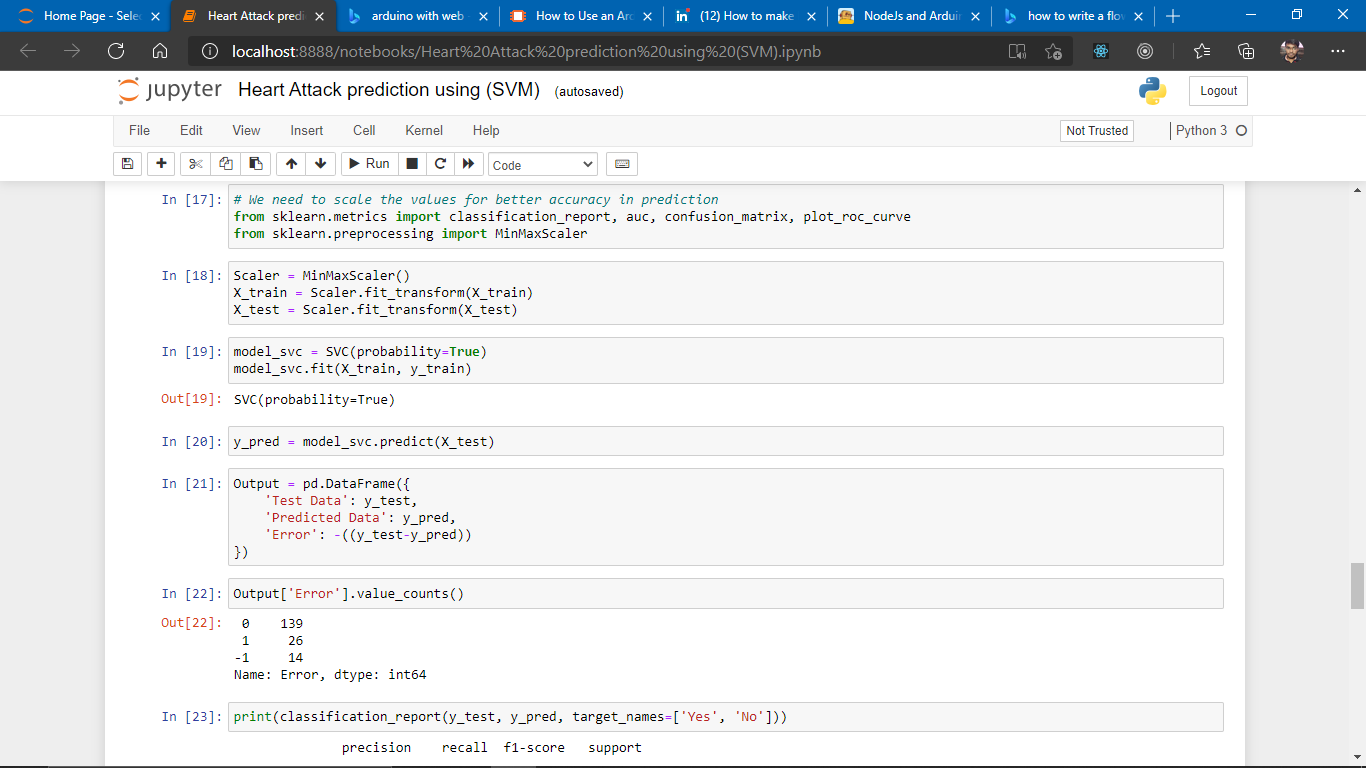 Home Page - Selec
Heart Attack predi
arduino with web
How to Use an Ard
(12) How to make
NodeJs and Arduin
how to write a flow
localhost:8888/notebooks/Heart%20Attack%20prediction%20using%20(SVM).ipynb
jupyter Heart Attack prediction using (SVM) (autosaved)
Logout
File Edit View Insert Cell Kernel Help
Not Trusted
Python 3
Run
Code
In [17]: # We need to scale the values for better accuracy in prediction
from sklearn.metrics import classification_report, auc, confusion_matrix, plot_roc_curve
from sklearn.preprocessing import MinMaxScaler
In [18]: Scaler = MinMaxScaler()
X_train = Scaler.fit_transform(X_train)
X_test = Scaler.fit_transform(X_test)
In [19]: model_svc = SVC(probability=True)
model_svc.fit(X_train, y_train)
Out[19]: SVC(probability=True)
In [20]: y_pred = model_svc.predict(X_test)
In [21]: Output = pd.DataFrame({
'Test Data': y_test,
'Predicted Data': y_pred,
'Error': -((y_test-y_pred))
})
In [22]: Output['Error'].value_counts()
Out[22]: 0 139
1 26
-1 14
Name: Error, dtype: int64
In [23]: print(classification_report(y_test, y_pred, target_names=['Yes', 'No']))
precision recall f1-score support